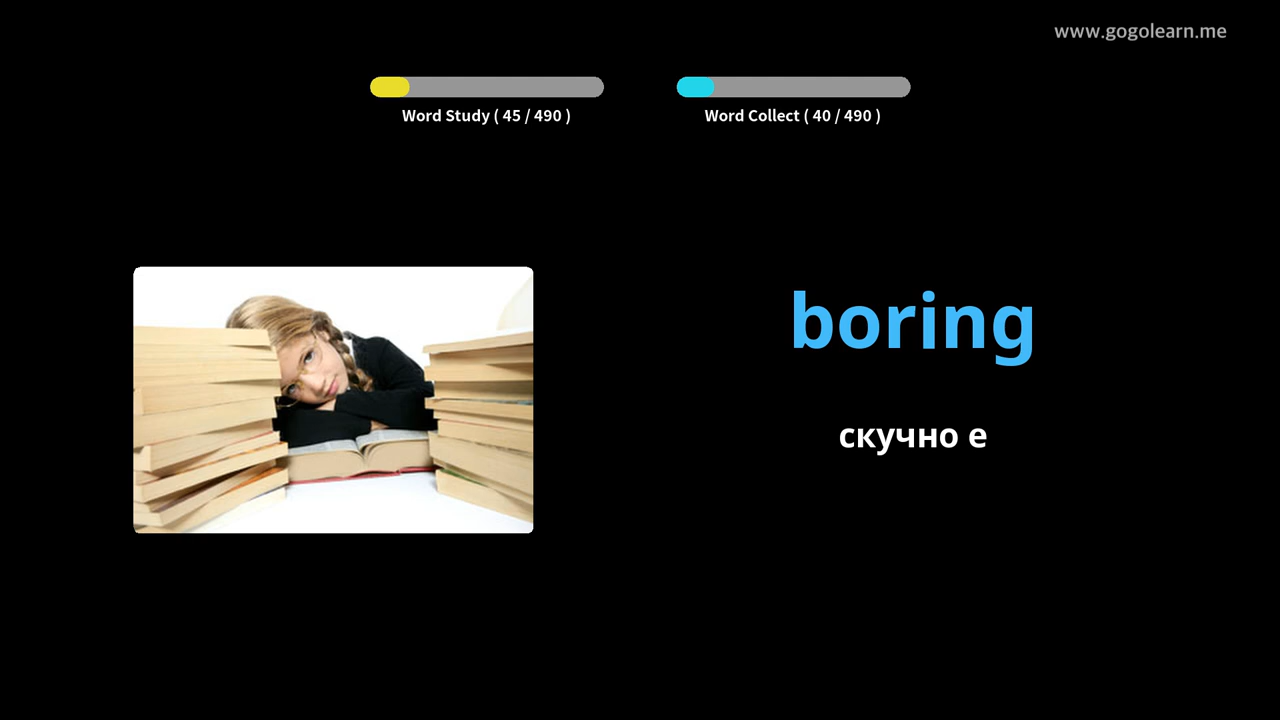 www.gogolearn.me
Word Study ( 45 / 490 )
Word Collect ( 40 / 490 )
boring
скучно е